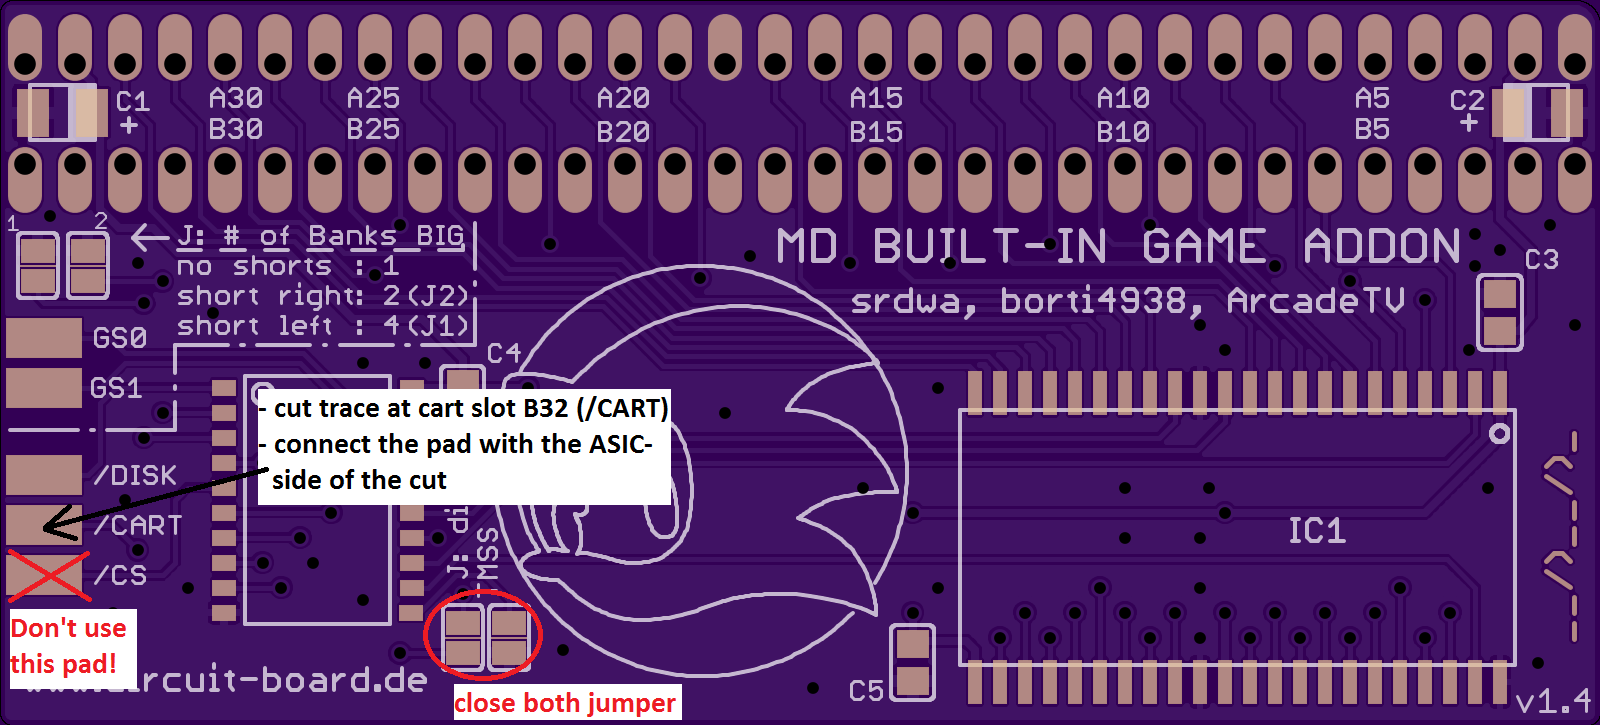 C1
+
A30
B30
A25
B25
A20
B20
A15
B15
A10
B10
A5
B5
C2
+
1
2
J: # of Banks BIG
no shorts : 1
short right: 2(J2)
short left : 4(J1)
MD BUILT-IN GAME ADDON
srdwa, borti4938, ArcadeTV
C3
GS0
GS1
C4
- cut trace at cart slot B32 (/CART)
- connect the pad with the ASIC-
side of the cut
/DISK
/CART
/CS
J: di
TMSS
IC1
Don't use
this pad!
www.circuit-board.de
close both jumper
C5
v1.4